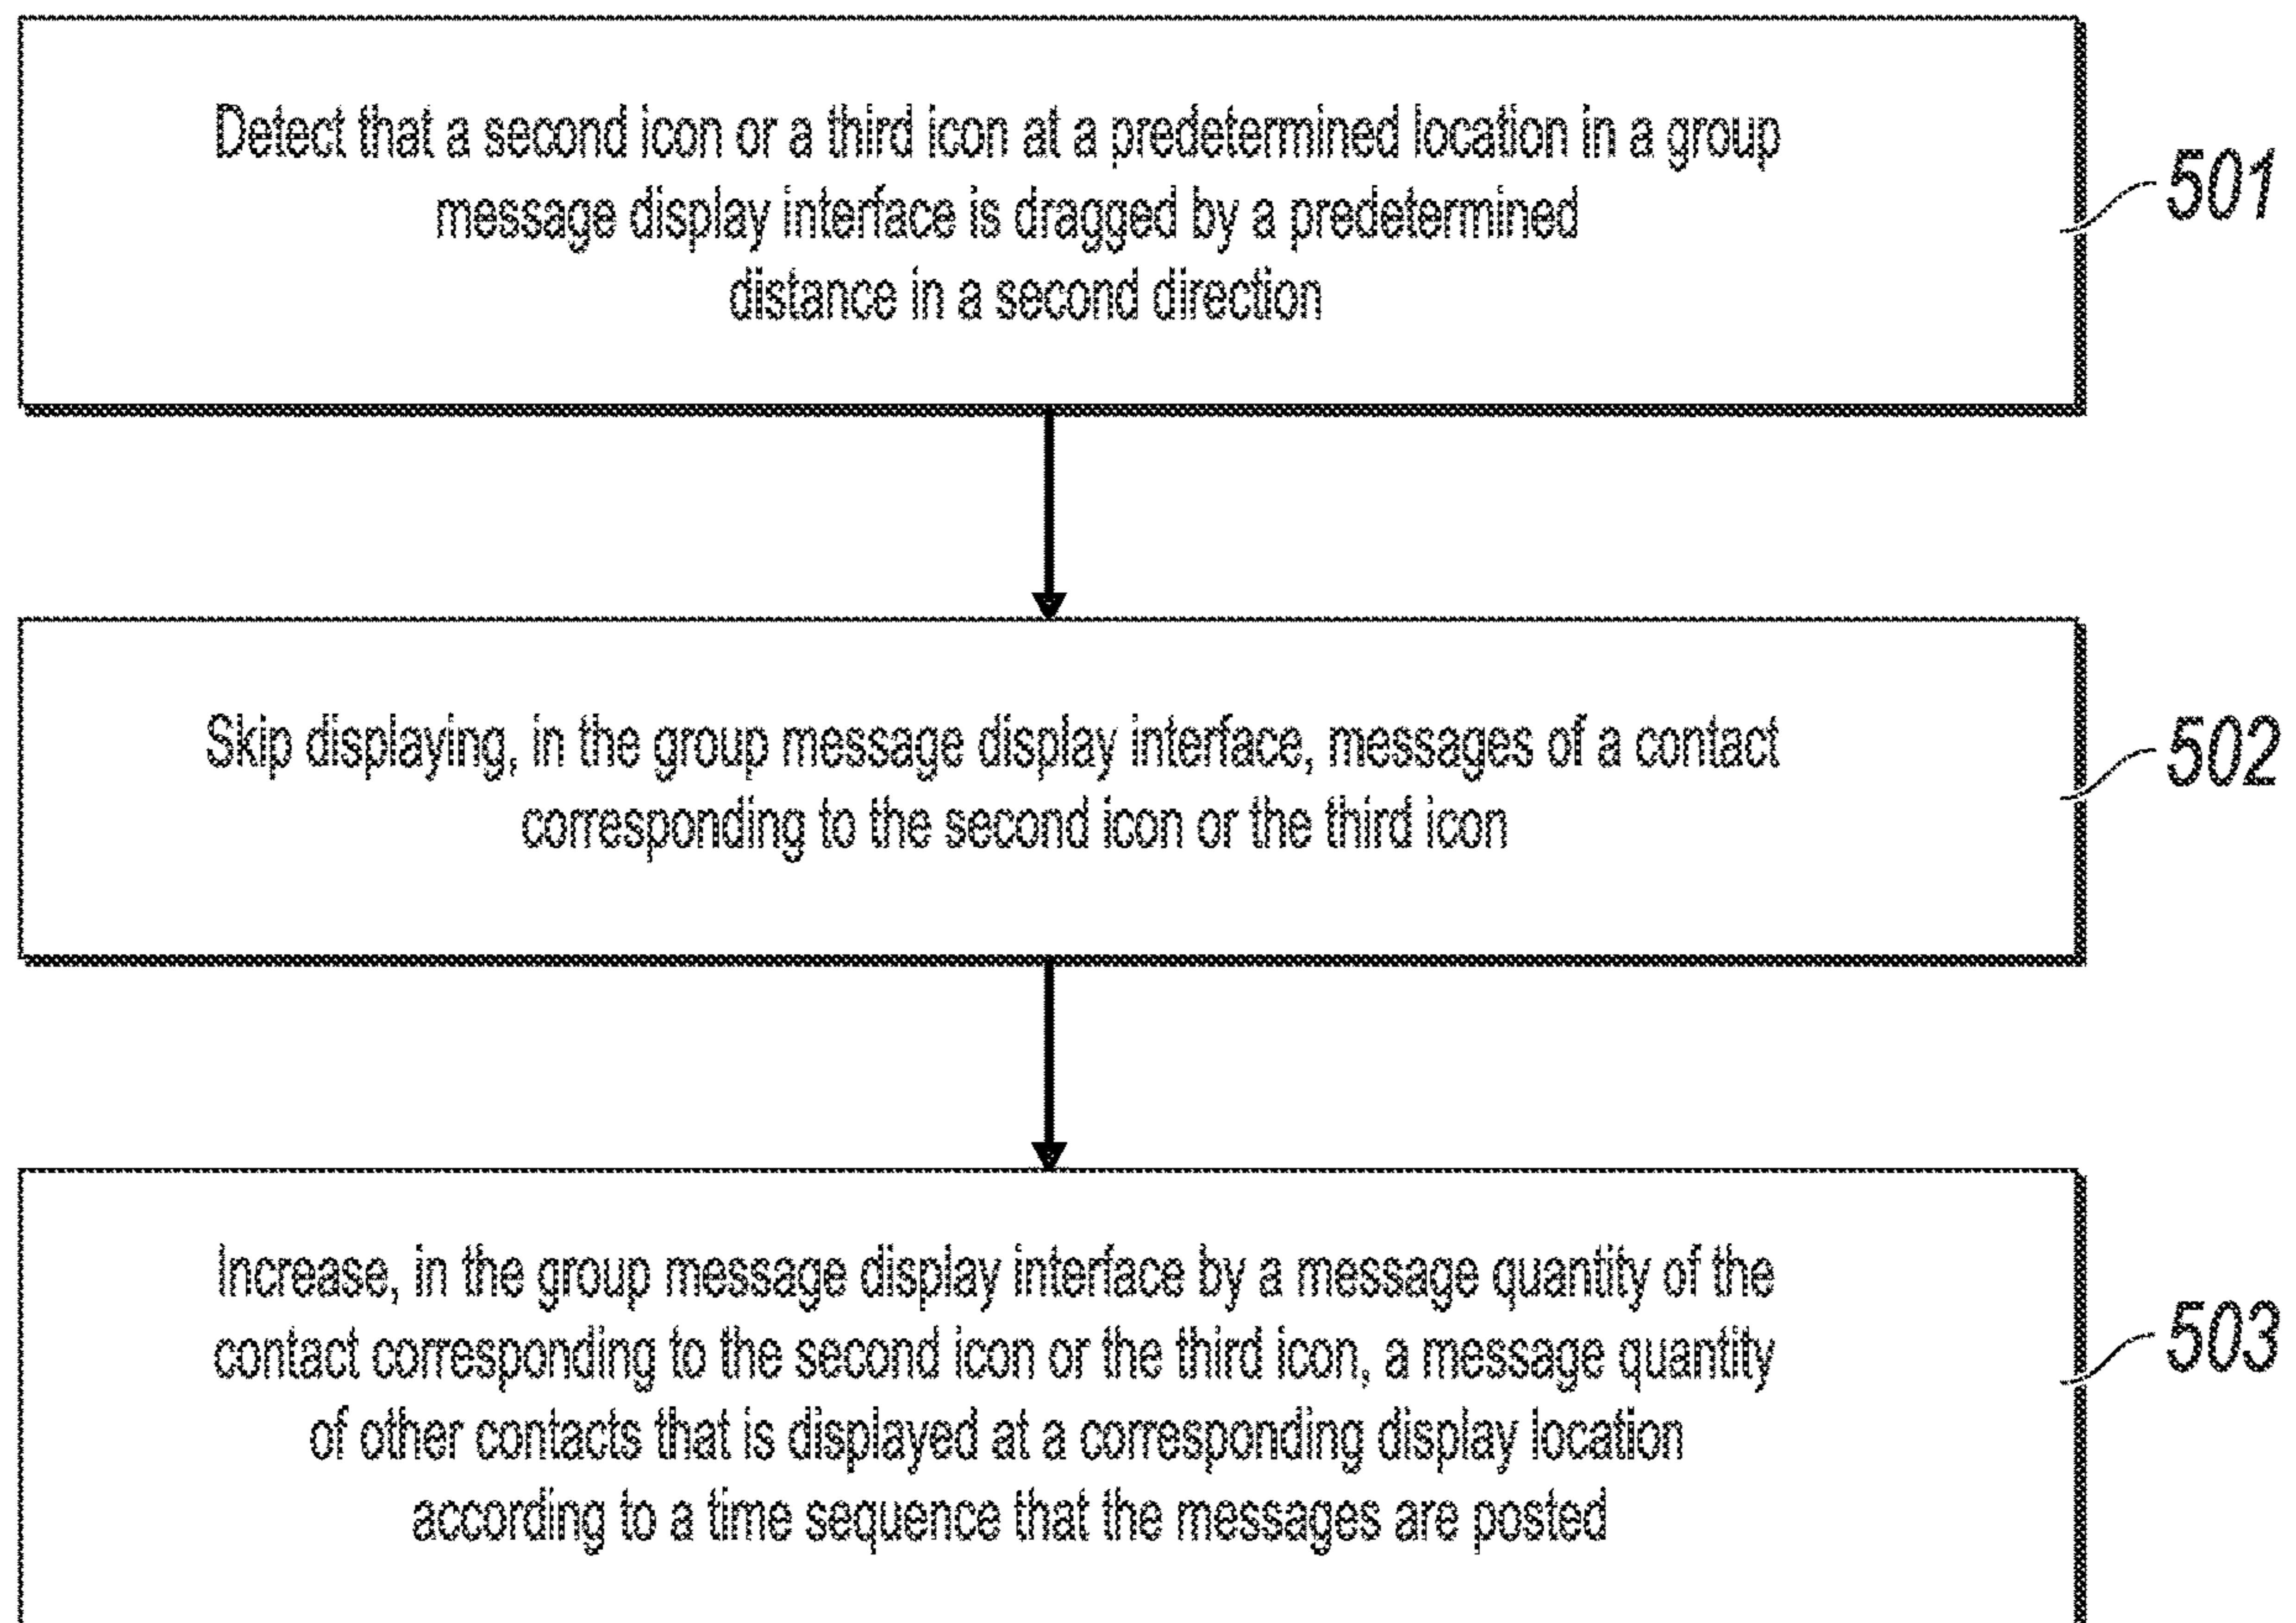 Detect that a second icon or a third icon at a predetermined location in a group
message display interface is dragged by a predetermined
distance in a second direction
501
Skip displaying, in the group message display interface, messages of a contact
corresponding to the second icon or the third icon
502
Increase, in the group message display interface by a message quantity of the
contact corresponding to the second icon or the third icon, a message quantity
of other contacts that is displayed at a corresponding display location
according to a time sequence that the messages are posted
503